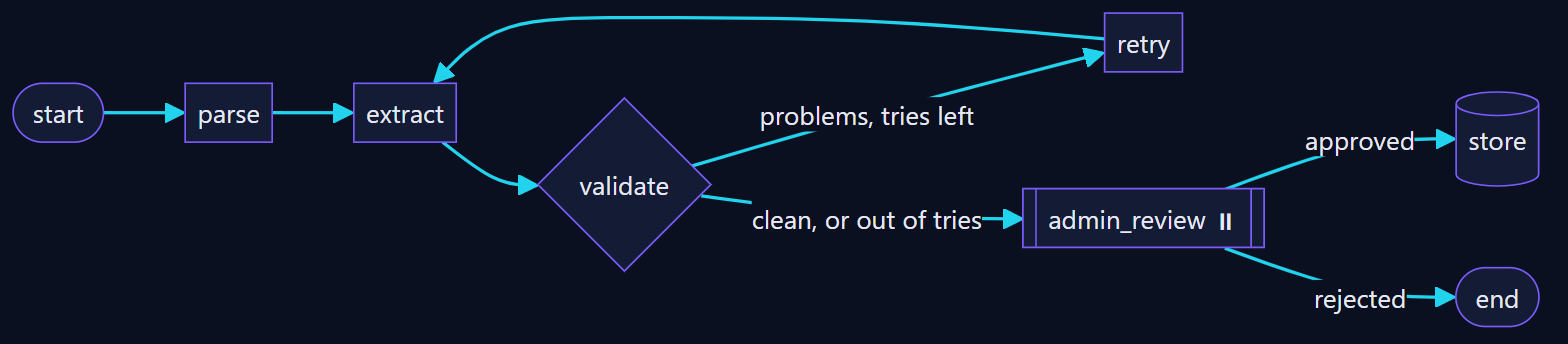 start
parse
extract
validate
problems, tries left
retry
clean, or out of tries
admin_review ⏸
approved
store
rejected
end